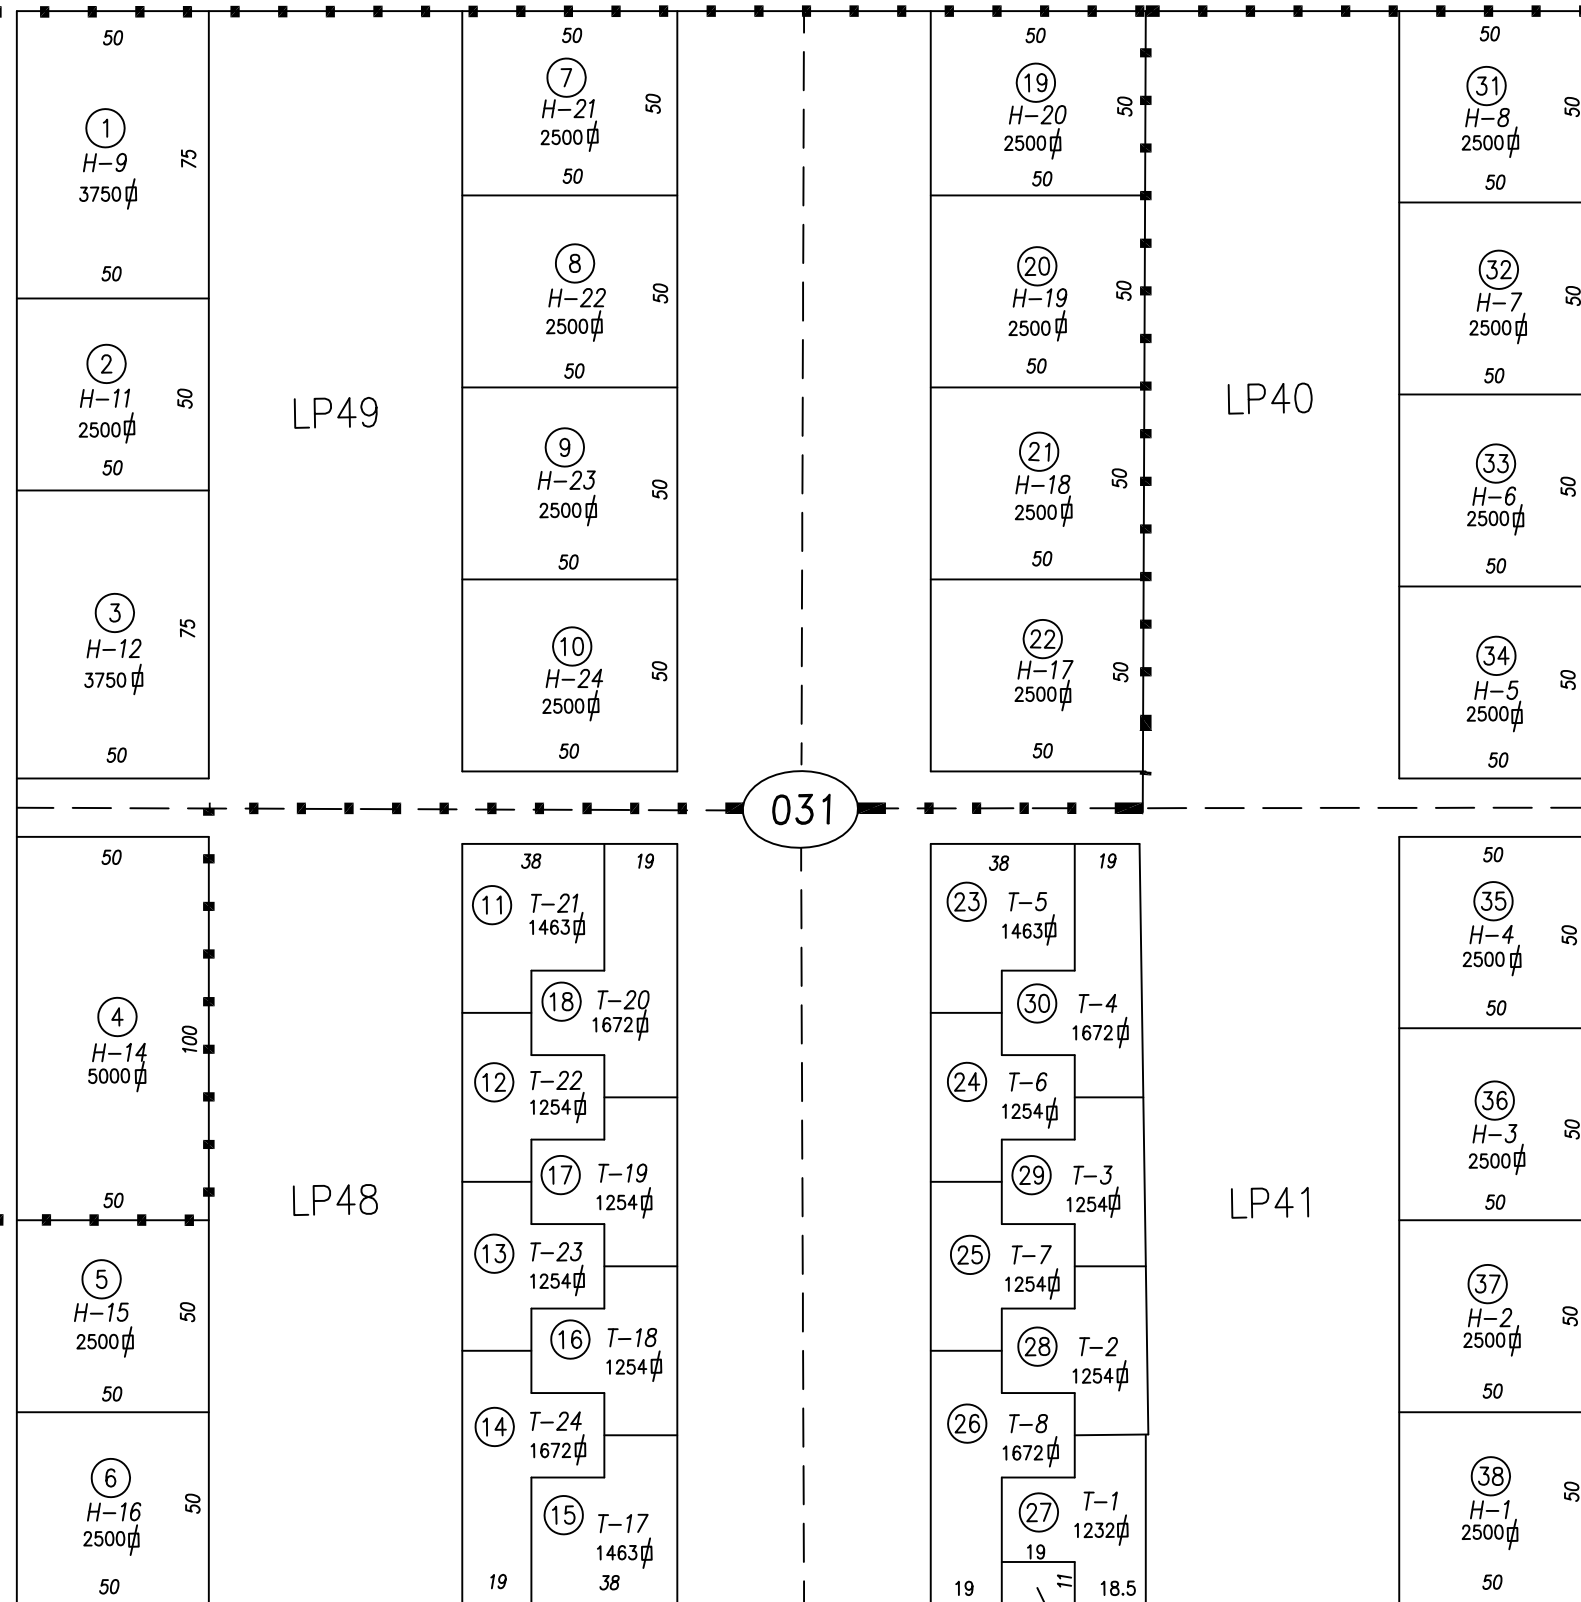 50
1
H-9
3750
75
50
2
H-11
2500
50
50
3
H-12
3750
75
50
LP49
50
7
H-21
2500
50
50
8
H-22
2500
50
50
9
H-23
2500
50
50
10
H-24
2500
50
50
50
19
H-20
2500
50
50
20
H-19
2500
50
50
21
H-18
2500
50
50
22
H-17
2500
50
50
LP40
50
31
H-8
2500
50
50
32
H-7
2500
50
50
33
H-6
2500
50
50
34
H-5
2500
50
50
031
50
4
H-14
5000
100
50
5
H-15
2500
50
50
6
H-16
2500
50
50
LP48
38
19
11 T-21
1463
18 T-20
1672
12 T-22
1254
17 T-19
1254
13 T-23
1254
16 T-18
1254
14 T-24
1672
15 T-17
1463
19
38
38
19
23 T-5
1463
30 T-4
1672
24 T-6
1254
29 T-3
1254
25 T-7
1254
28 T-2
1254
26 T-8
1672
27 T-1
1232
19
11
19
18.5
LP41
50
35
H-4
2500
50
50
36
H-3
2500
50
50
37
H-2
2500
50
50
38
H-1
2500
50
50